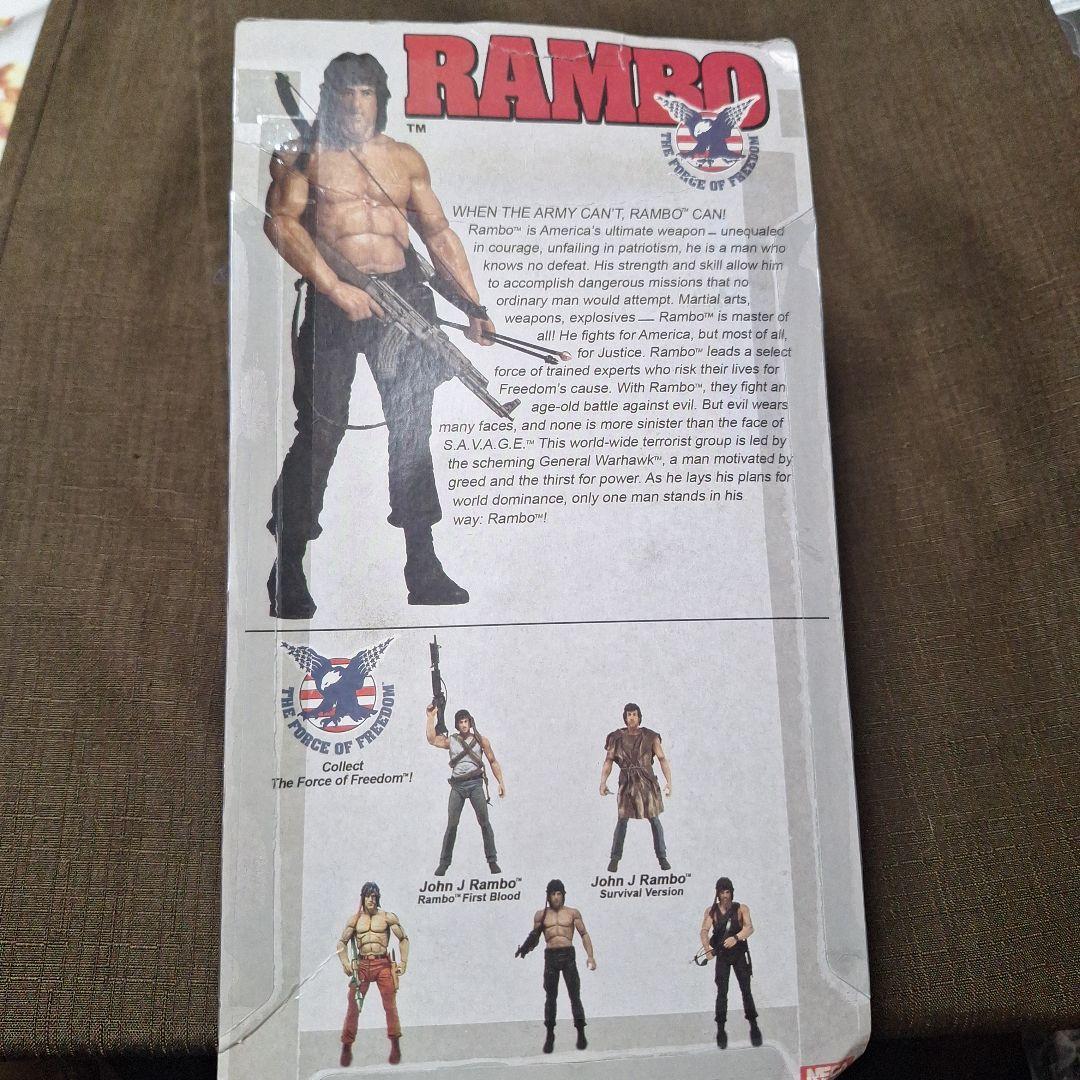 RAMBO
™
THE FORCE OF FREEDOM
WHEN THE ARMY CAN'T, RAMBO™ CAN!
Rambo™ is America's ultimate weapon – unequaled
in courage, unfailing in patriotism, he is a man who
knows no defeat. His strength and skill allow him
to accomplish dangerous missions that no
ordinary man would attempt. Martial arts,
weapons, explosives — Rambo™ is master of
all! He fights for America, but most of all,
for Justice. Rambo™ leads a select
force of trained experts who risk their lives for
Freedom's cause. With Rambo™, they fight an
age-old battle against evil. But evil wears
many faces, and none is more sinister than the face of
S.A.V.A.G.E.™ This world-wide terrorist group is led by
the scheming General Warhawk™, a man motivated by
greed and the thirst for power. As he lays his plans for
world dominance, only one man stands in his
way: Rambo™!
THE FORCE OF FREEDOM™
Collect
The Force of Freedom™!
John J Rambo™
Rambo™ First Blood
John J Rambo™
Survival Version